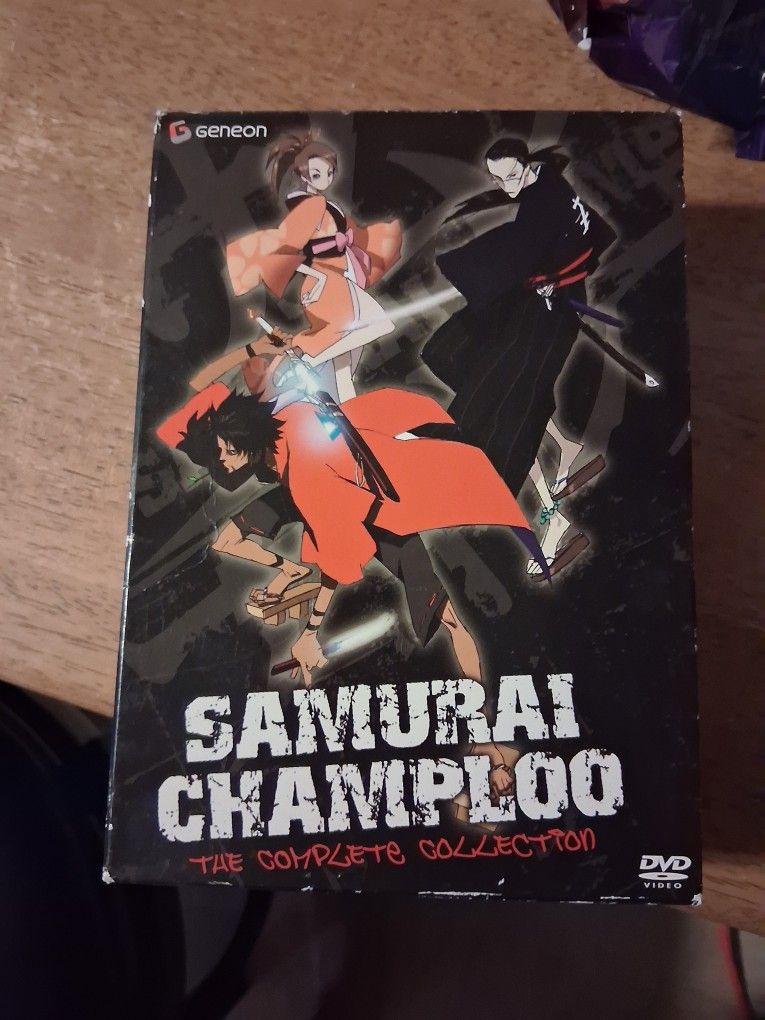 Geneon
SAMURAI
CHAMPLOO
THE COMPLETE COLLECTION
DVD
VIDEO